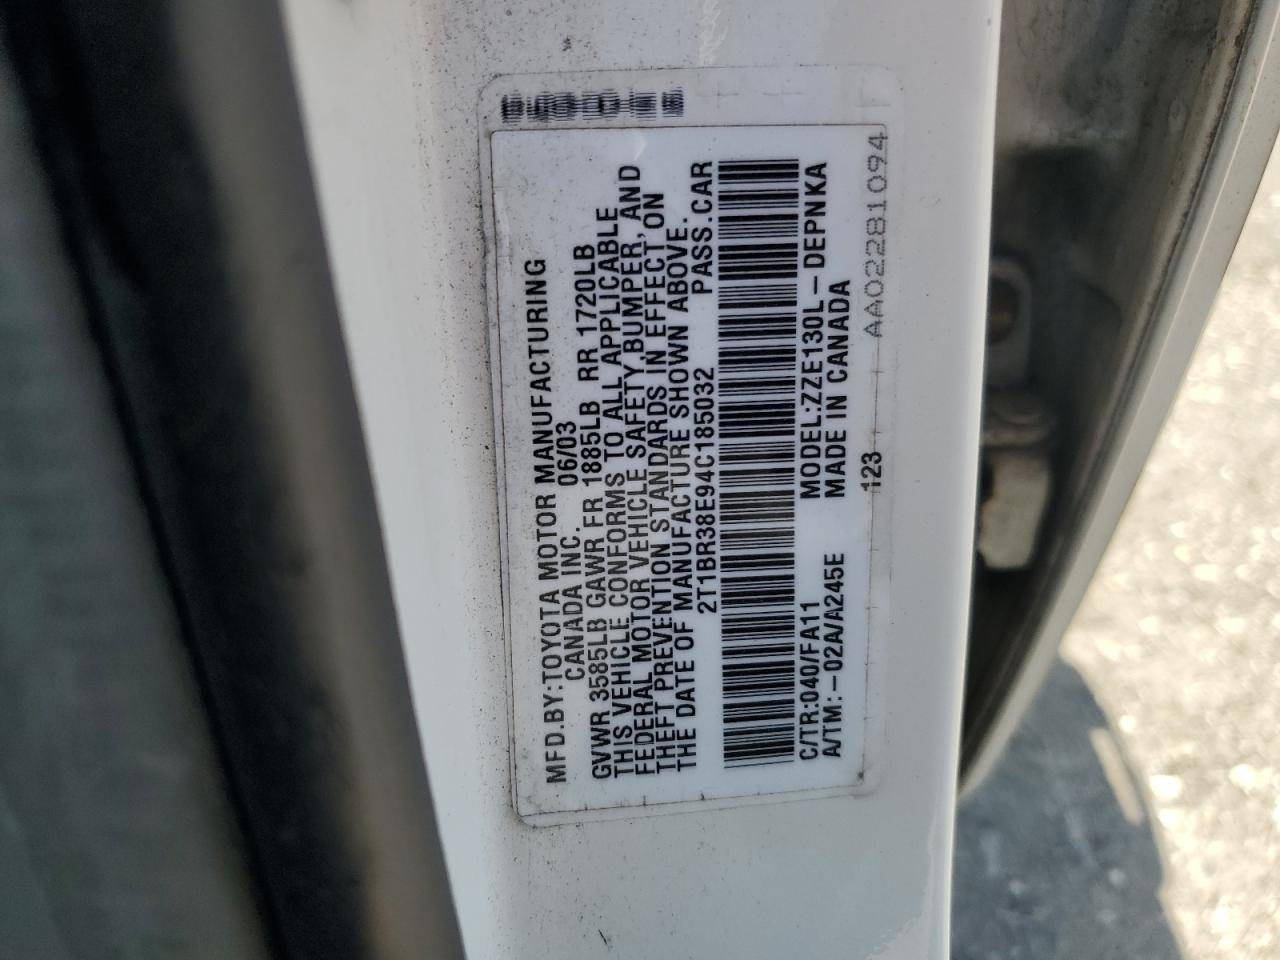 MFD.BY:TOYOTA MOTOR MANUFACTURING
CANADA INC. 06/03
GVWR 3585LB GAWR FR 1885LB RR 1720LB
THIS VEHICLE CONFORMS TO ALL APPLICABLE
FEDERAL MOTOR VEHICLE SAFETY,BUMPER, AND
THEFT PREVENTION STANDARDS IN EFFECT ON
THE DATE OF MANUFACTURE SHOWN ABOVE.
2T1BR38E94C185032 PASS.CAR
C/TR:040/FA11 MODEL:ZZE130L-DEPNKA
A/TM:-02A/A245E MADE IN CANADA
123
AA02281094